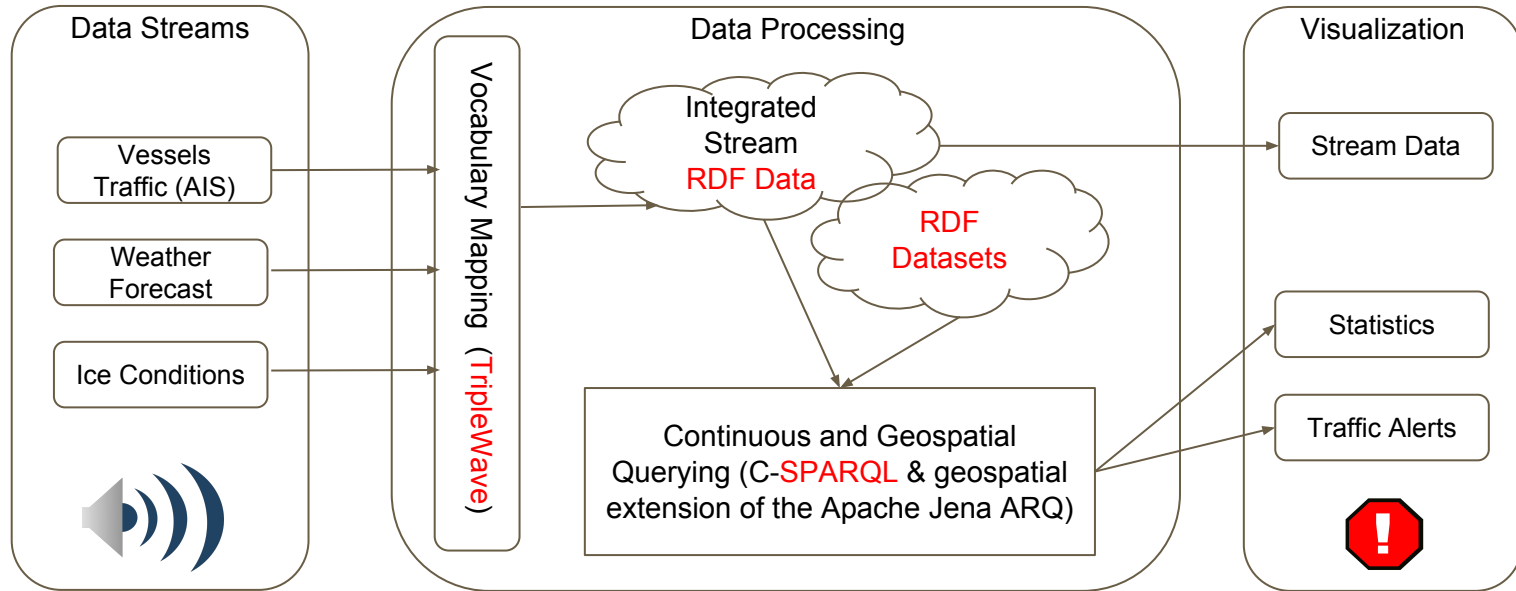 Data Streams
Vessels
Traffic (AIS)
Weather
Forecast
Ice Conditions
Data Processing
Vocabulary Mapping (TripleWave)
Integrated
Stream
RDF Data
RDF
Datasets
Continuous and Geospatial
Querying (C-SPARQL & geospatial
extension of the Apache Jena ARQ)
Visualization
Stream Data
Statistics
Traffic Alerts
!